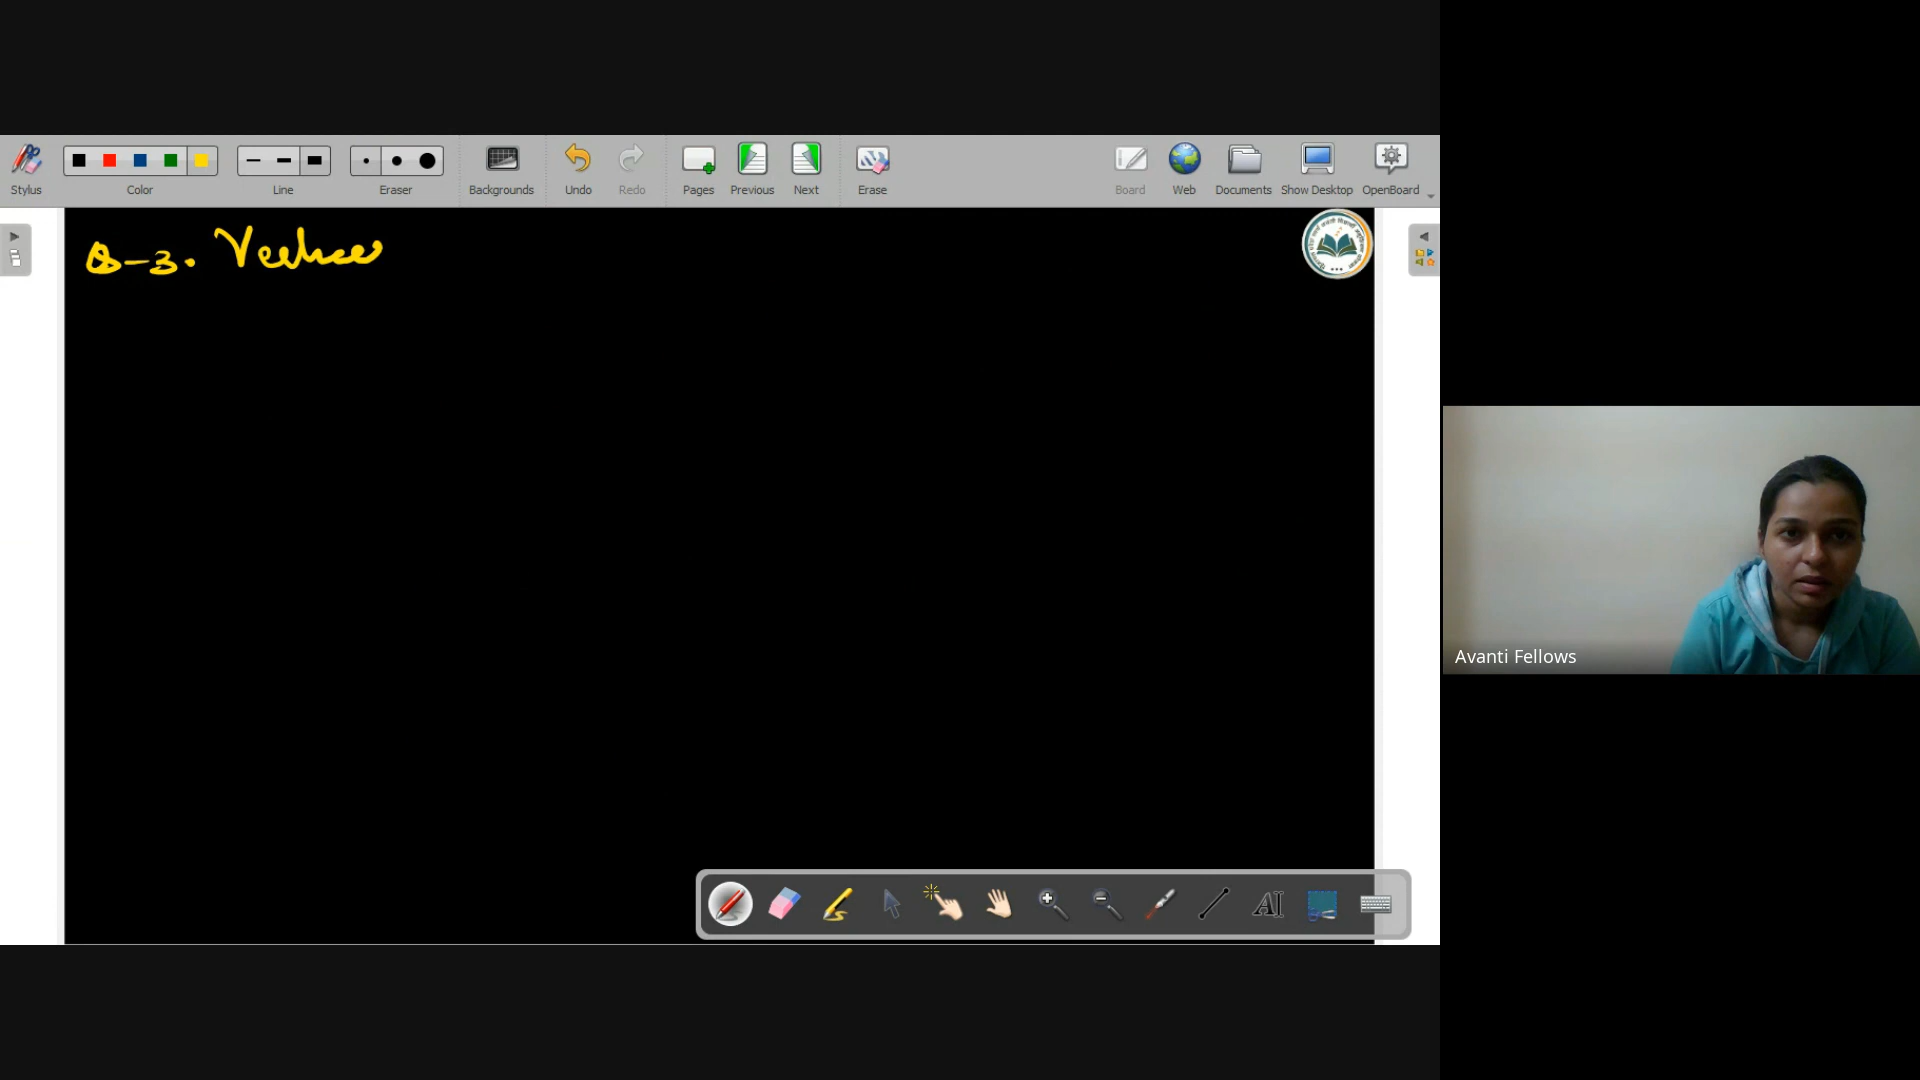 Stylus
Color
Line
Eraser
Backgrounds
Undo
Redo
Pages
Previous
Next
Erase
Board
Web
Documents
Show Desktop
OpenBoard
Q-3.
AI
Avanti Fellows